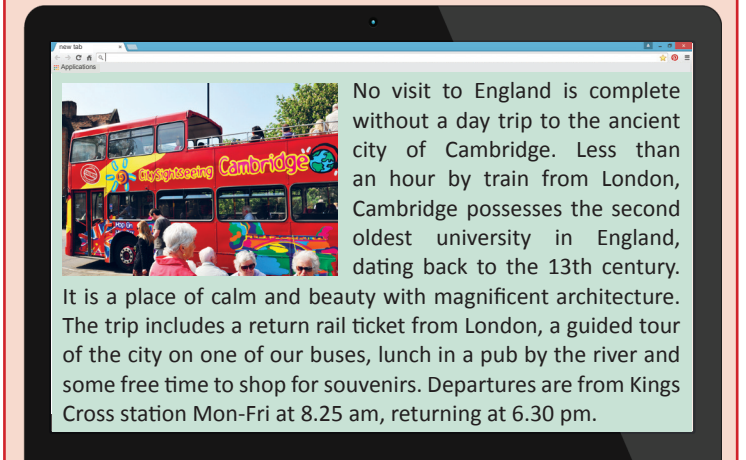 new tab
Applications
City Sightseeing Cambridge
No visit to England is complete
without a day trip to the ancient
city of Cambridge. Less than
an hour by train from London,
Cambridge possesses the second
oldest university in England,
dating back to the 13th century.
It is a place of calm and beauty with magnificent architecture.
The trip includes a return rail ticket from London, a guided tour
of the city on one of our buses, lunch in a pub by the river and
some free time to shop for souvenirs. Departures are from Kings
Cross station Mon-Fri at 8.25 am, returning at 6.30 pm.